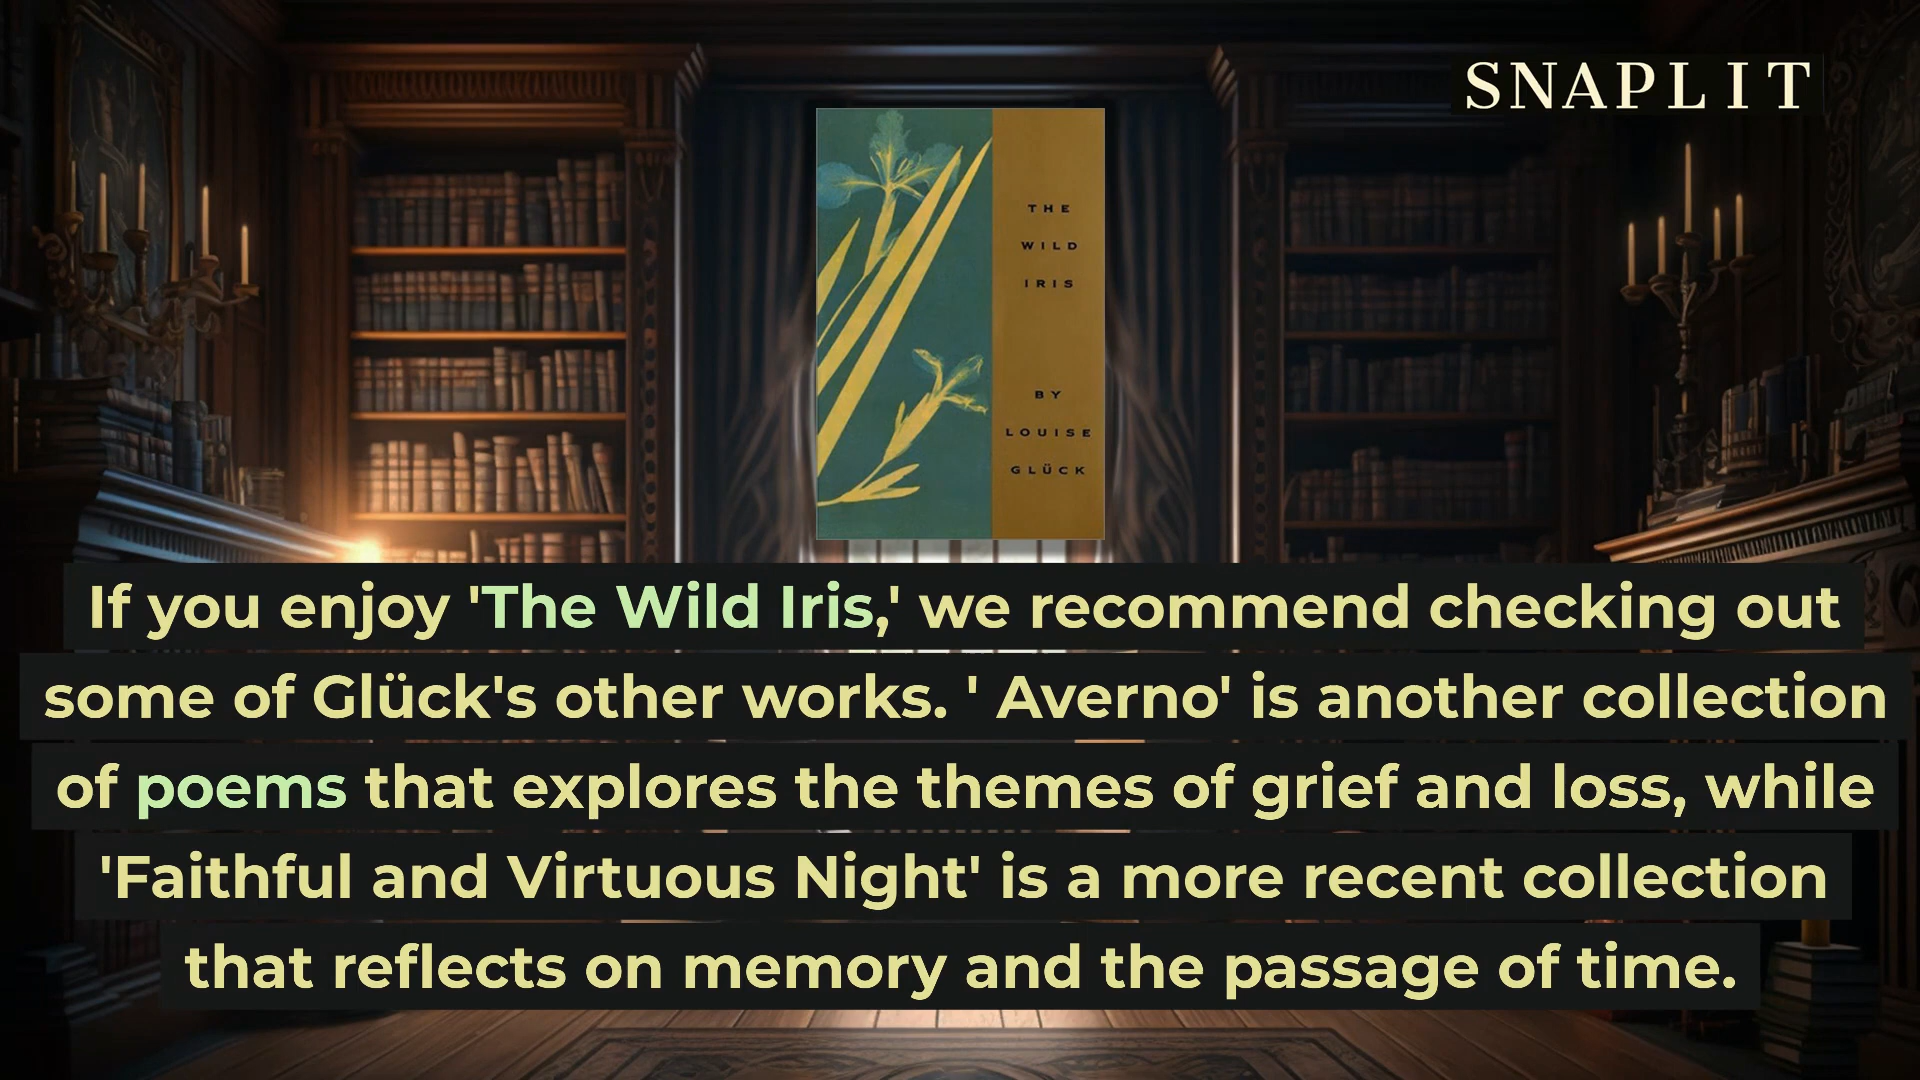 SNAPLIT
THE
WILD
IRIS
BY
LOUISE
GLÜCK
If you enjoy 'The Wild Iris,' we recommend checking out
some of Glück's other works. ' Averno' is another collection
of poems that explores the themes of grief and loss, while
'Faithful and Virtuous Night' is a more recent collection
that reflects on memory and the passage of time.